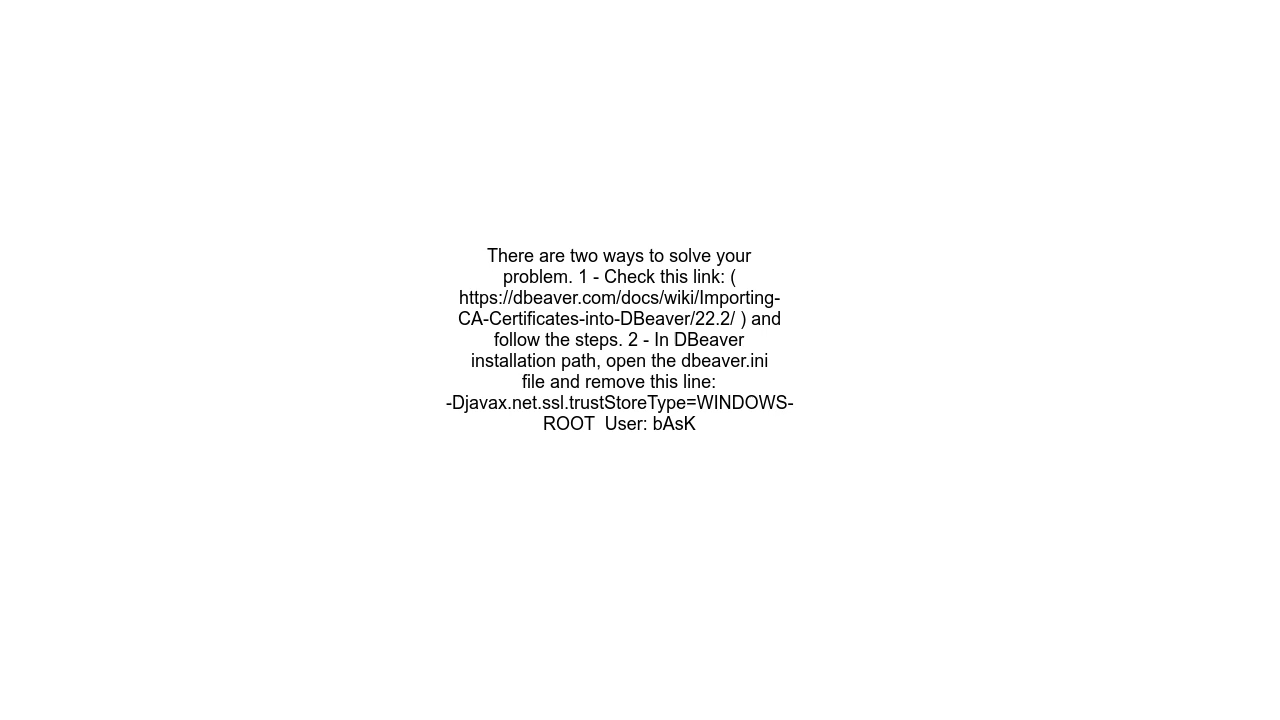 There are two ways to solve your
problem. 1 - Check this link: (
https://dbeaver.com/docs/wiki/Importing-
CA-Certificates-into-DBeaver/22.2/ ) and
follow the steps. 2 - In DBeaver
installation path, open the dbeaver.ini
file and remove this line:
-Djavax.net.ssl.trustStoreType=WINDOWS-
ROOT  User: bAsK